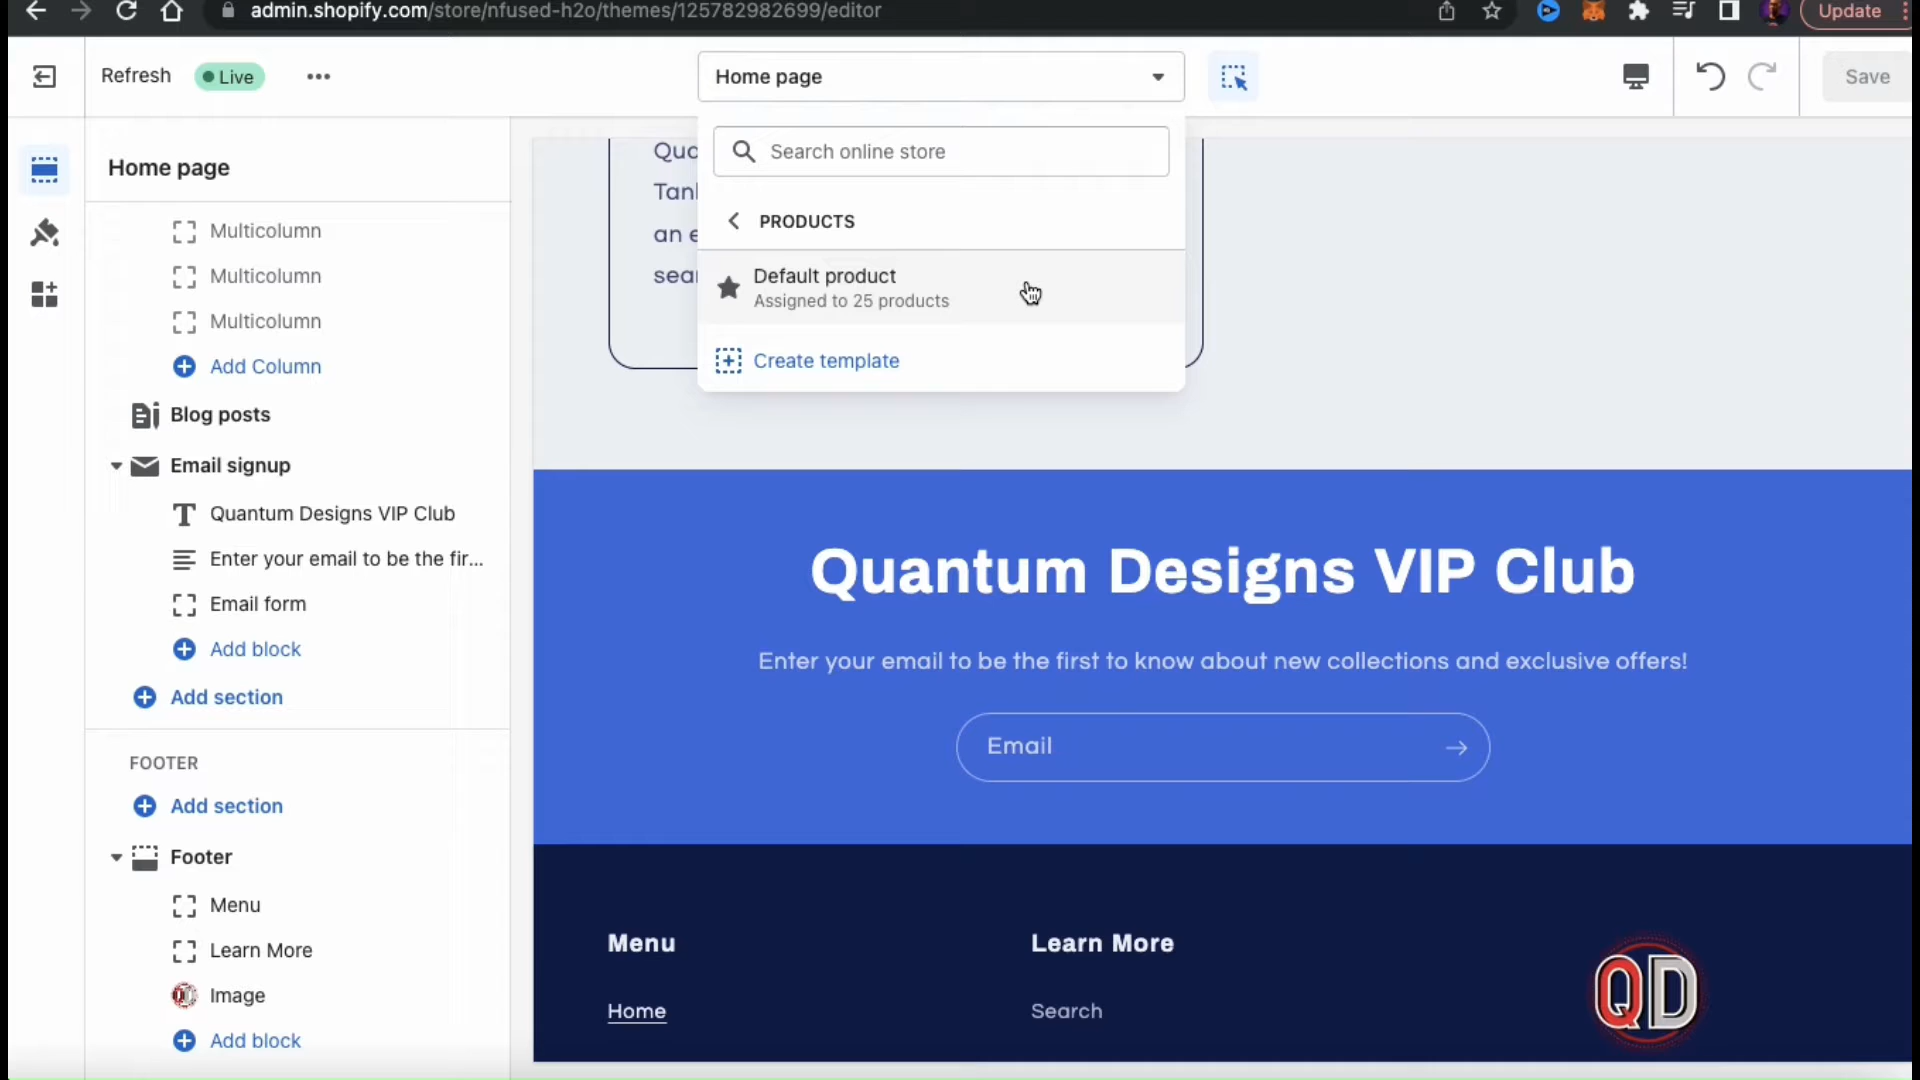 admin.shopify.com/store/nfused-h2o/themes/125782982699/editor
Update
Refresh
Live
Home page
Save
Home page
Multicolumn
Multicolumn
Multicolumn
Add Column
Blog posts
Email signup
Quantum Designs VIP Club
Enter your email to be the fir...
Email form
Add block
Add section
FOOTER
Add section
Footer
Menu
Learn More
Image
Add block
Search online store
PRODUCTS
Default product
Assigned to 25 products
Create template
an e
Quantum Designs VIP Club
Enter your email to be the first to know about new collections and exclusive offers!
Email
Menu
Learn More
Home
Search
QD